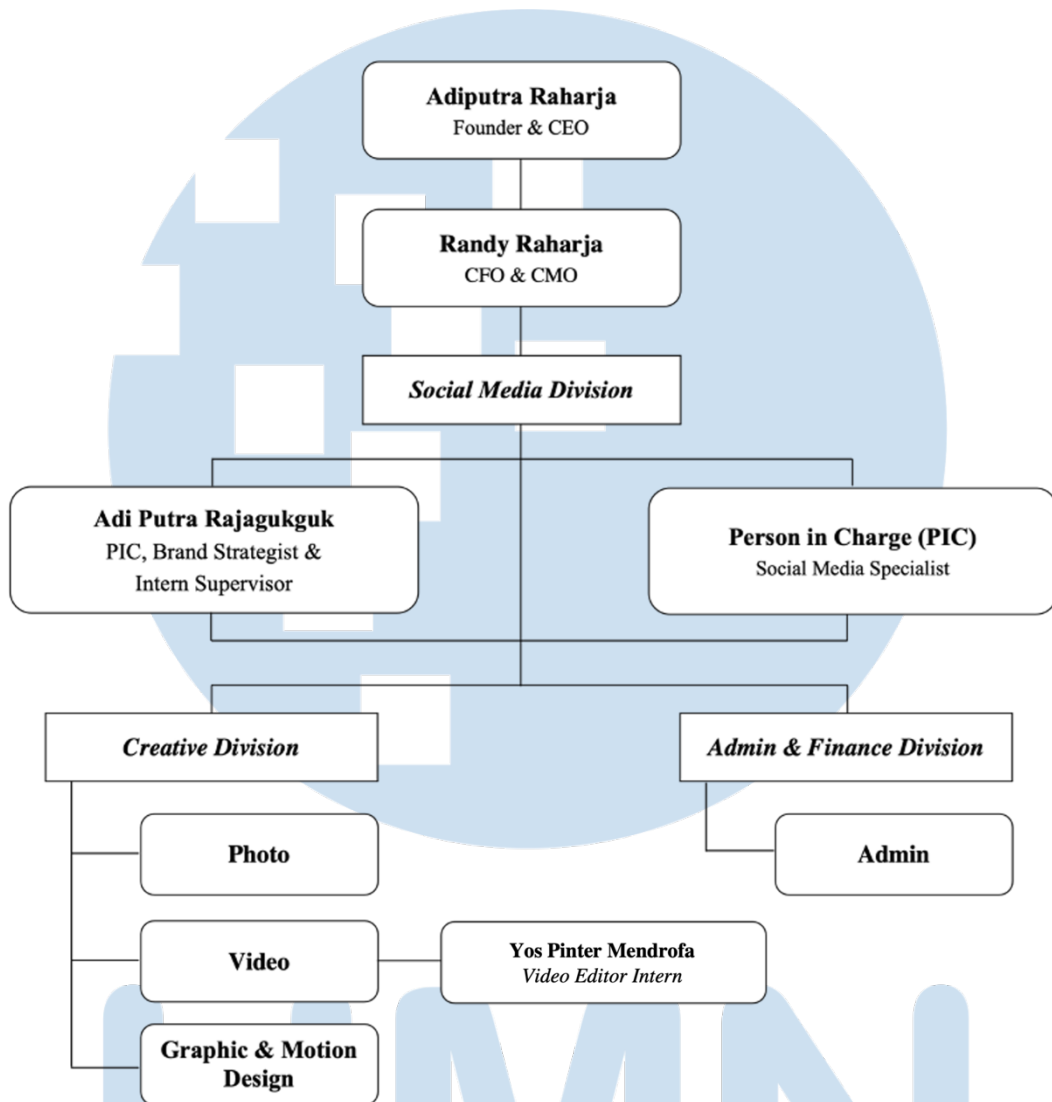 Adiputra Raharja
Founder & CEO
Randy Raharja
CFO & CMO
Social Media Division
Adi Putra Rajagukguk
PIC, Brand Strategist &
Intern Supervisor
Person in Charge (PIC)
Social Media Specialist
Creative Division
Admin & Finance Division
Photo
Admin
Video
Yos Pinter Mendrofa
Video Editor Intern
Graphic & Motion
Design
UMN